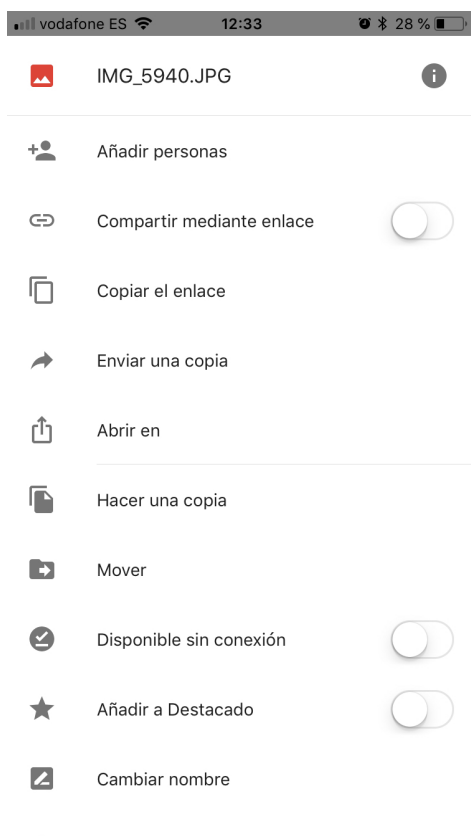 vodafone ES 12:33 28 %
IMG_5940.JPG
Añadir personas
Compartir mediante enlace
Copiar el enlace
Enviar una copia
Abrir en
Hacer una copia
Mover
Disponible sin conexión
Añadir a Destacado
Cambiar nombre